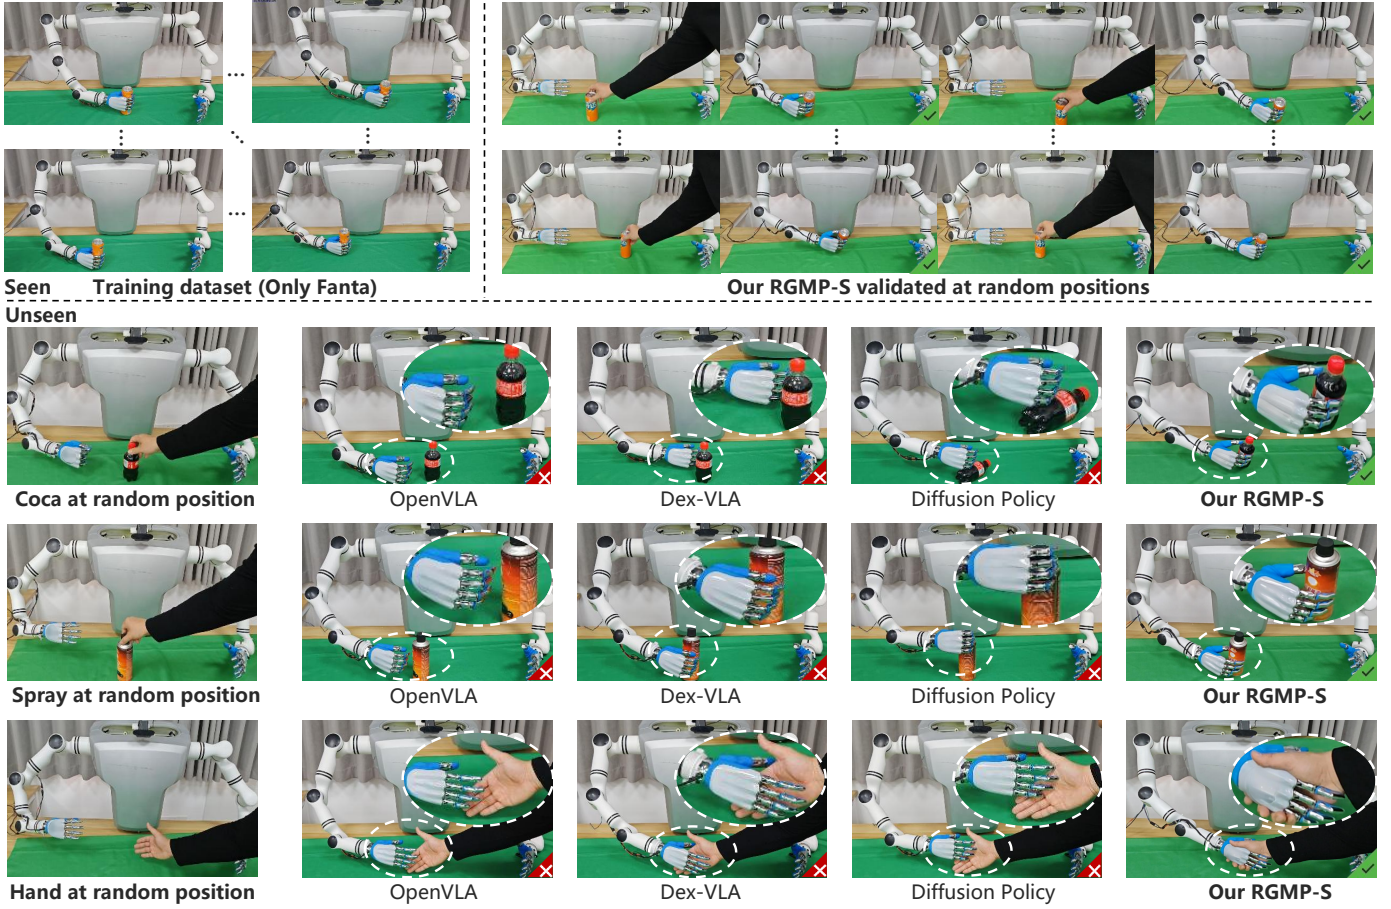 Seen Training dataset (Only Fanta)
Our RGMP-S validated at random positions
Unseen
Coca at random position
OpenVLA
Dex-VLA
Diffusion Policy
Our RGMP-S
Spray at random position
OpenVLA
Dex-VLA
Diffusion Policy
Our RGMP-S
Hand at random position
OpenVLA
Dex-VLA
Diffusion Policy
Our RGMP-S